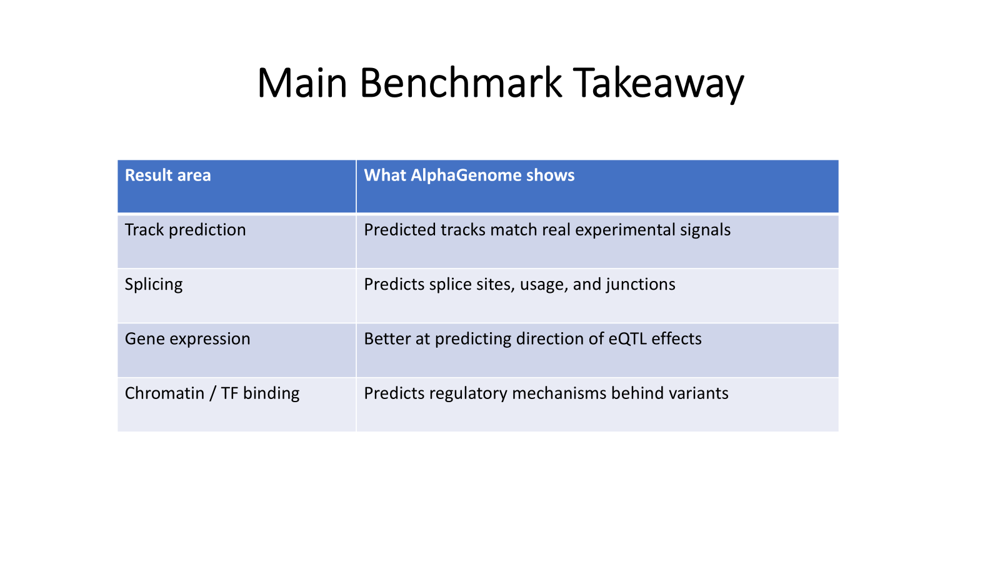 Main Benchmark Takeaway
Result area
What AlphaGenome shows
Track prediction
Predicted tracks match real experimental signals
Splicing
Predicts splice sites, usage, and junctions
Gene expression
Better at predicting direction of eQTL effects
Chromatin / TF binding
Predicts regulatory mechanisms behind variants